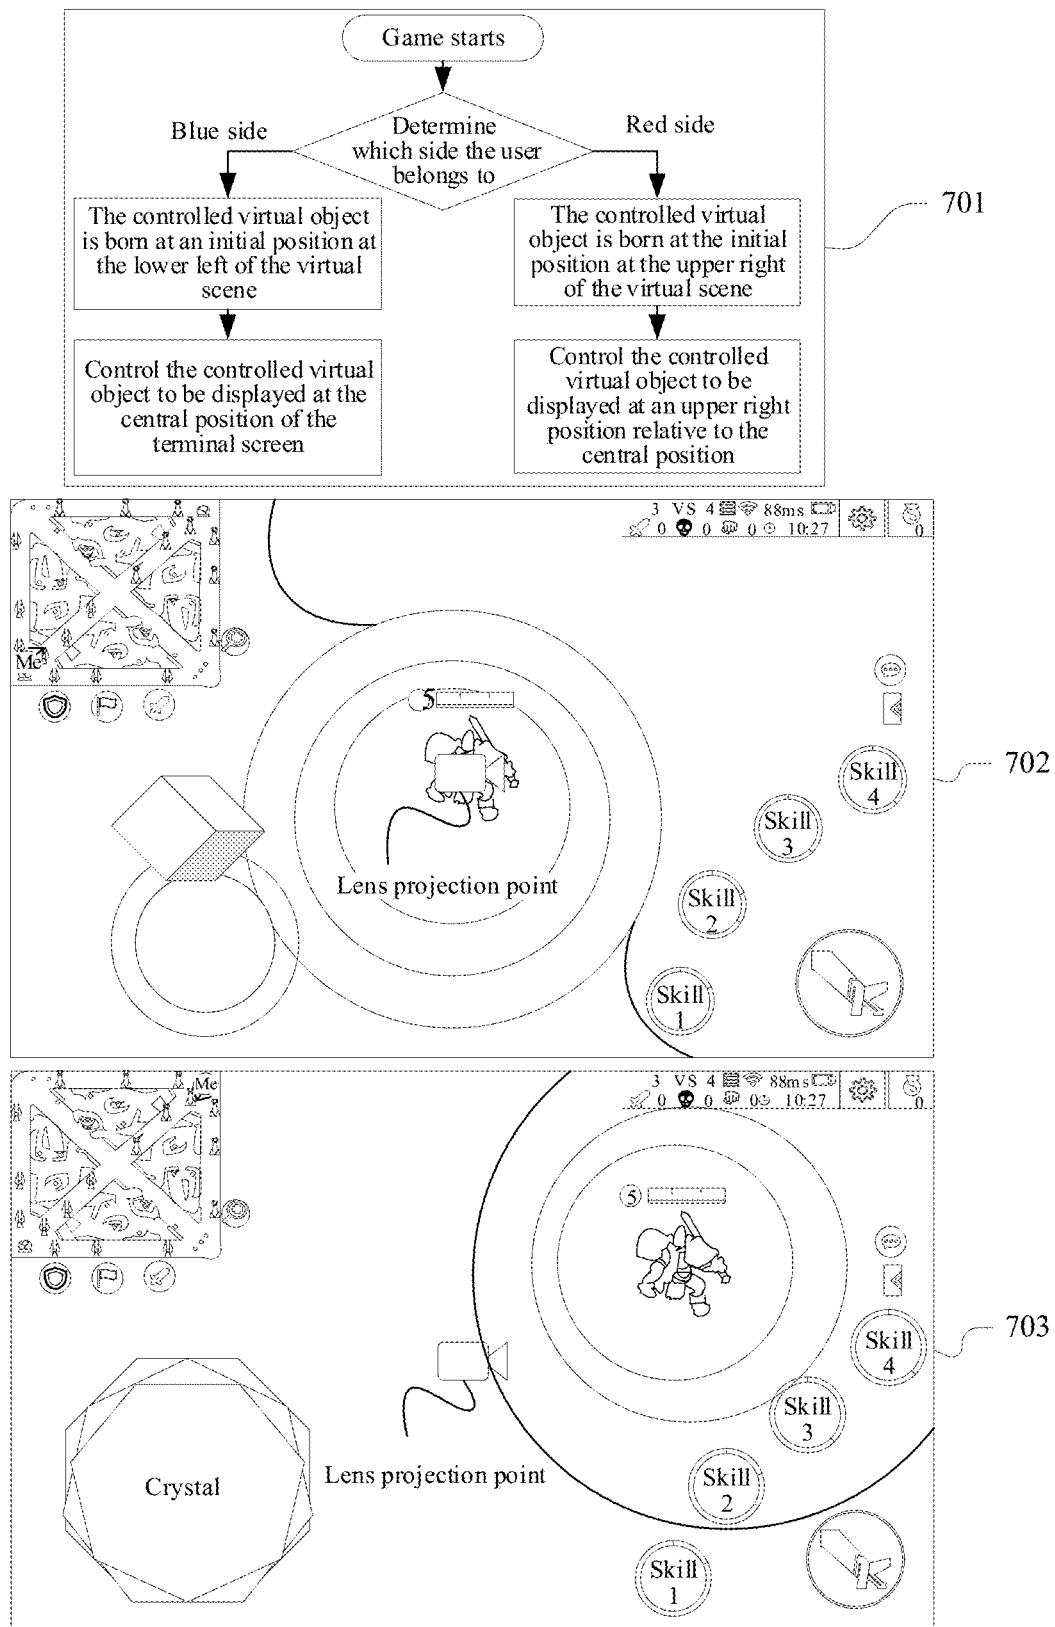 Game starts
Determine
which side the user
belongs to
Blue side
Red side
The controlled virtual object
is born at an initial position at
the lower left of the virtual
scene
The controlled virtual
object is born at the initial
position at the upper right
of the virtual scene
Control the controlled virtual
object to be displayed at the
central position of the
terminal screen
Control the controlled
virtual object to be
displayed at an upper right
position relative to the
central position
701
3 VS 4 88ms
0 0 0 10:27
0
Me
5
Lens projection point
Skill
4
Skill
3
Skill
2
Skill
1
702
3 VS 4 88ms
0 0 0 10:27
0
Me
5
Crystal
Lens projection point
Skill
4
Skill
3
Skill
2
Skill
1
703